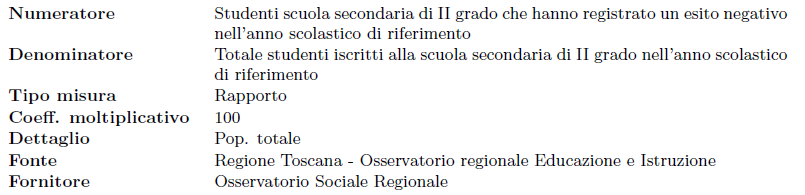 Numeratore Studenti scuola secondaria di II grado che hanno registrato un esito negativo
nell'anno scolastico di riferimento
Denominatore Totale studenti iscritti alla scuola secondaria di II grado nell'anno scolastico
di riferimento
Tipo misura Rapporto
Coeff. moltiplicativo 100
Dettaglio Pop. totale
Fonte Regione Toscana - Osservatorio regionale Educazione e Istruzione
Fornitore Osservatorio Sociale Regionale